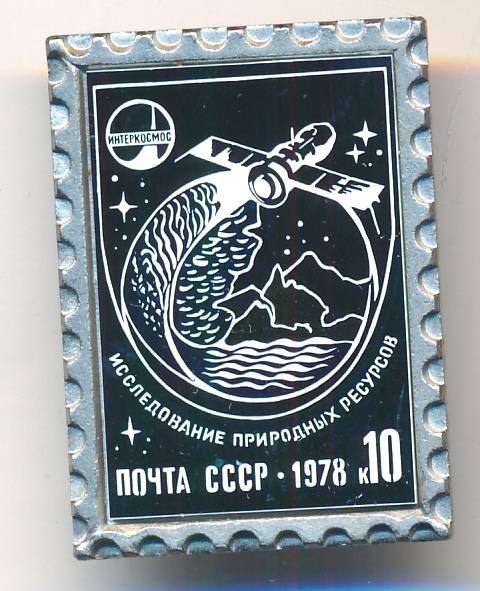 ИНТЕРКОСМОС
ИССЛЕДОВАНИЕ ПРИРОДНЫХ РЕСУРСОВ
ПОЧТА СССР · 1978 к10